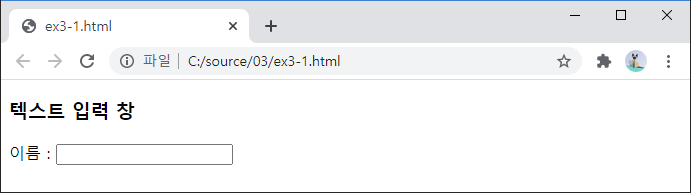 ex3-1.html
파일 | C:/source/03/ex3-1.html
텍스트 입력 창
이름 :